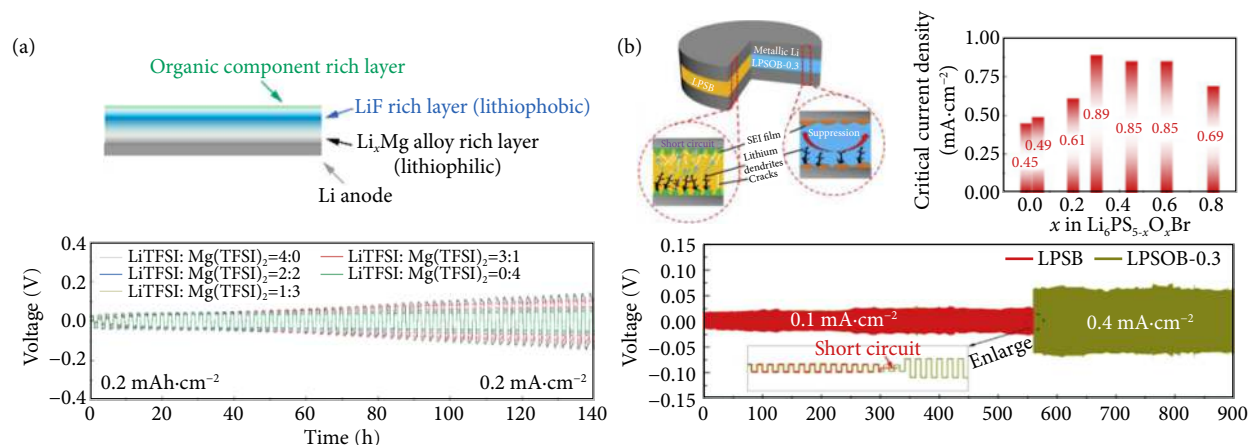 (a)
Organic component rich layer
LiF rich layer (lithiophobic)
LiₓMg alloy rich layer
(lithiophilic)
Li anode
0.4
0.2
0.0
−0.2
−0.4
Voltage (V)
LiTFSI: Mg(TFSI)₂=4:0
LiTFSI: Mg(TFSI)₂=3:1
LiTFSI: Mg(TFSI)₂=2:2
LiTFSI: Mg(TFSI)₂=0:4
LiTFSI: Mg(TFSI)₂=1:3
0.2 mAh·cm⁻²
0.2 mA·cm⁻²
0 20 40 60 80 100 120 140
Time (h)
(b)
Metallic Li
LPSOB-0.3
LPSB
Short circuit
SEI film
Lithium
dendrites
Cracks
Suppression
Critical current density
(mA·cm⁻²)
1.00
0.75
0.50
0.25
0.00
0.45
0.49
0.61
0.89
0.85
0.85
0.69
0.0 0.2 0.4 0.6 0.8
x in Li₆PS₅₋ₓOₓBr
0.15
0.10
0.05
0.00
−0.05
−0.10
−0.15
Voltage (V)
LPSB
LPSOB-0.3
0.1 mA·cm⁻²
0.4 mA·cm⁻²
Short circuit
Enlarge
0 100 200 300 400 500 600 700 800 900